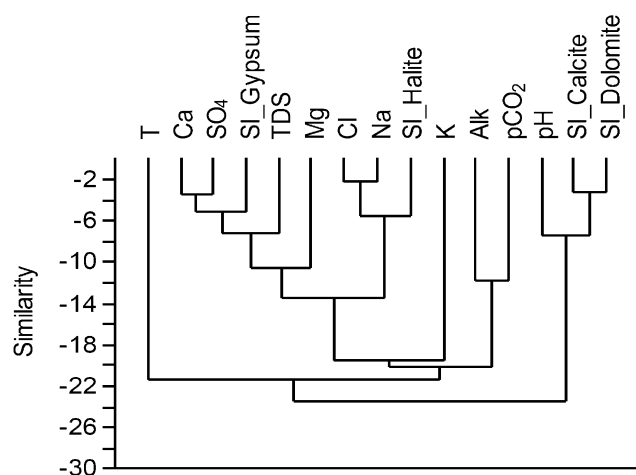 T
Ca
SO4
SI_Gypsum
TDS
Mg
Cl
Na
SI_Halite
K
Alk
pCO2
pH
SI_Calcite
SI_Dolomite
Similarity
-2
-6
-10
-14
-18
-22
-26
-30